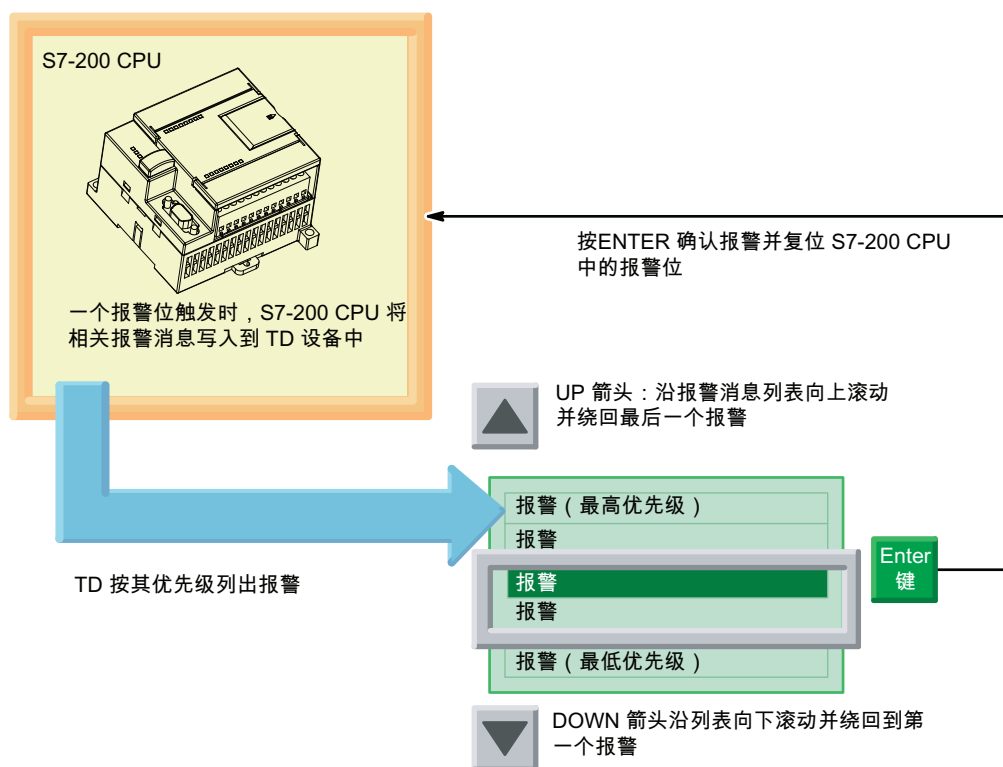 S7-200 CPU
一个报警位触发时，S7-200 CPU 将
相关报警消息写入到 TD 设备中
按ENTER 确认报警并复位 S7-200 CPU
中的报警位
UP 箭头：沿报警消息列表向上滚动
并绕回最后一个报警
报警（最高优先级）
报警
报警
报警
报警（最低优先级）
Enter
键
TD 按其优先级列出报警
DOWN 箭头沿列表向下滚动并绕回到第
一个报警